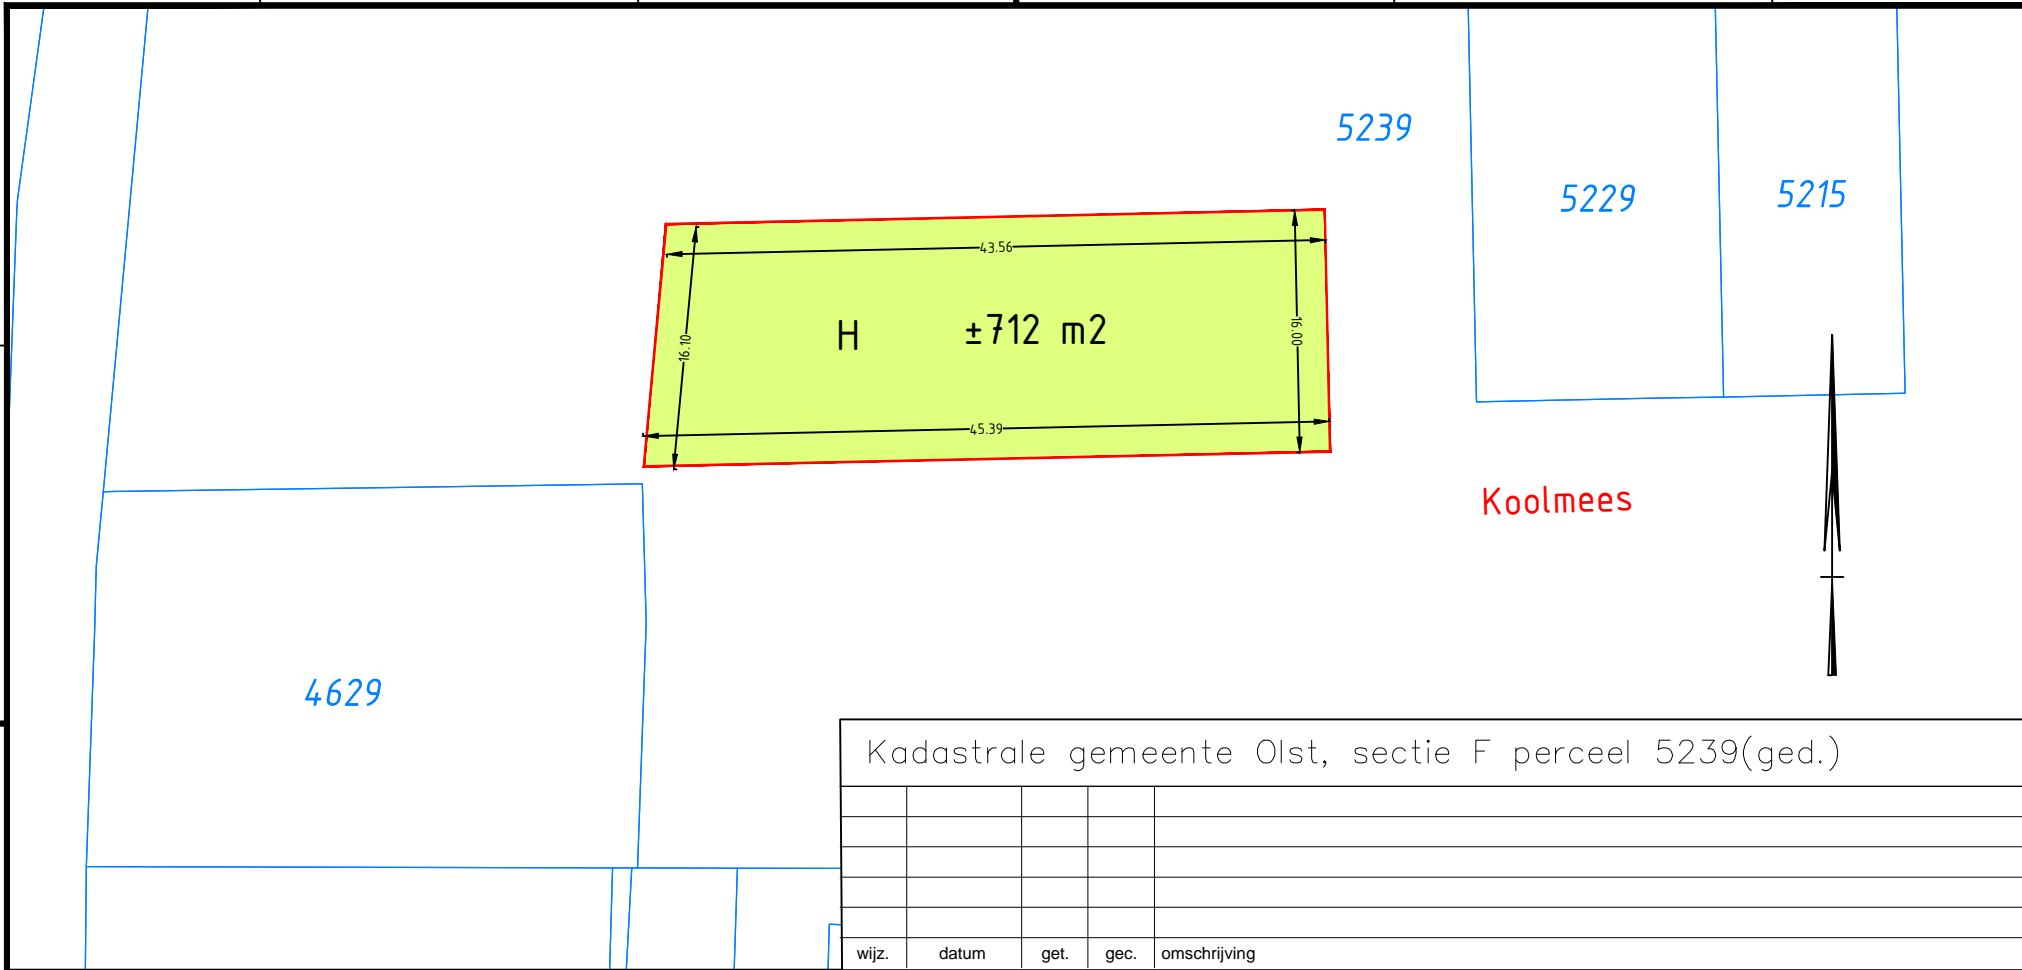 5239
5229
5215
43.56
H ±712 m2
16.10
16.00
45.39
Koolmees
4629
Kadastrale gemeente Olst, sectie F perceel 5239(ged.)
wijz. datum get. gec. omschrijving